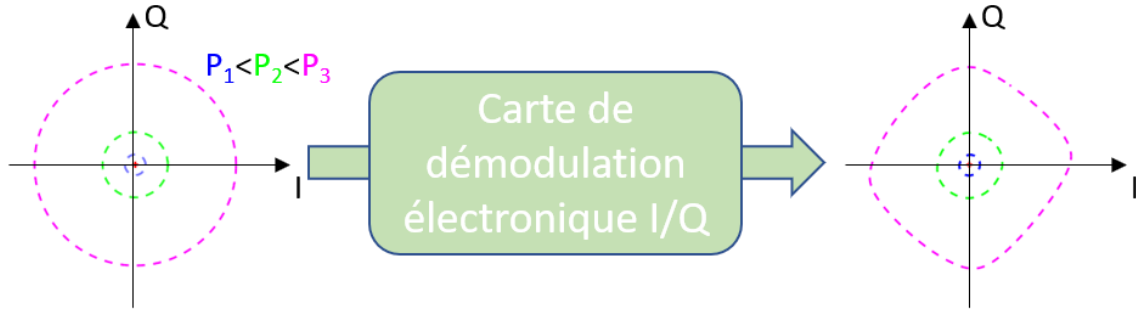 Q
P1<P2<P3
I
Carte de
démodulation
électronique I/Q
Q
I